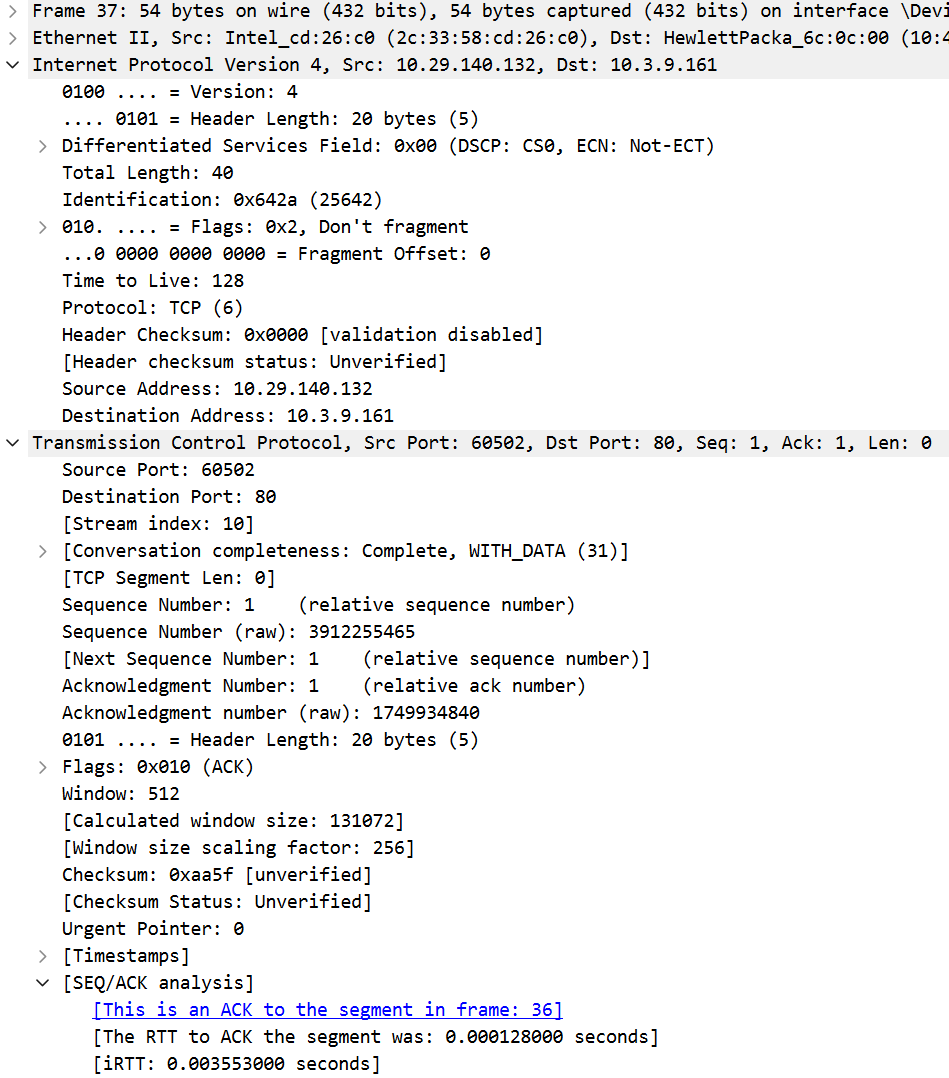 Frame 37: 54 bytes on wire (432 bits), 54 bytes captured (432 bits) on interface \Devi
Ethernet II, Src: Intel_cd:26:c0 (2c:33:58:cd:26:c0), Dst: HewlettPacka_6c:0c:00 (10:4
Internet Protocol Version 4, Src: 10.29.140.132, Dst: 10.3.9.161
0100 .... = Version: 4
.... 0101 = Header Length: 20 bytes (5)
Differentiated Services Field: 0x00 (DSCP: CS0, ECN: Not-ECT)
Total Length: 40
Identification: 0x642a (25642)
010. .... = Flags: 0x2, Don't fragment
...0 0000 0000 0000 = Fragment Offset: 0
Time to Live: 128
Protocol: TCP (6)
Header Checksum: 0x0000 [validation disabled]
[Header checksum status: Unverified]
Source Address: 10.29.140.132
Destination Address: 10.3.9.161
Transmission Control Protocol, Src Port: 60502, Dst Port: 80, Seq: 1, Ack: 1, Len: 0
Source Port: 60502
Destination Port: 80
[Stream index: 10]
[Conversation completeness: Complete, WITH_DATA (31)]
[TCP Segment Len: 0]
Sequence Number: 1    (relative sequence number)
Sequence Number (raw): 3912255465
[Next Sequence Number: 1    (relative sequence number)]
Acknowledgment Number: 1    (relative ack number)
Acknowledgment number (raw): 1749934840
0101 .... = Header Length: 20 bytes (5)
Flags: 0x010 (ACK)
Window: 512
[Calculated window size: 131072]
[Window size scaling factor: 256]
Checksum: 0xaa5f [unverified]
[Checksum Status: Unverified]
Urgent Pointer: 0
[Timestamps]
[SEQ/ACK analysis]
[This is an ACK to the segment in frame: 36]
[The RTT to ACK the segment was: 0.000128000 seconds]
[iRTT: 0.003553000 seconds]